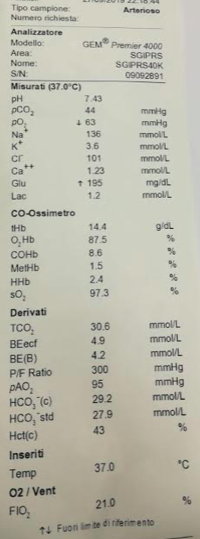 Tipo campione: Arterioso
Numero richiesta:
Analizzatore
Modello: GEM® Premier 4000
Area: SGIPRS
Nome: SGIPRS40K
S/N: 09092891
Misurati (37.0°C)
pH 7.43
pCO₂ 44 mmHg
pO₂ ↓ 63 mmHg
Na⁺ 136 mmol/L
K⁺ 3.6 mmol/L
Cl⁻ 101 mmol/L
Ca⁺⁺ 1.23 mmol/L
Glu ↑ 195 mg/dL
Lac 1.2 mmol/L
CO-Ossimetro
tHb 14.4 g/dL
O₂Hb 87.5 %
COHb 8.6 %
MetHb 1.5 %
HHb 2.4 %
sO₂ 97.3 %
Derivati
TCO₂ 30.6 mmol/L
BEecf 4.9 mmol/L
BE(B) 4.2 mmol/L
P/F Ratio 300 mmHg
pAO₂ 95 mmHg
HCO₃⁻(c) 29.2 mmol/L
HCO₃⁻std 27.9 mmol/L
Hct(c) 43 %
Inseriti
Temp 37.0 °C
O2 / Vent
FIO₂ 21.0 %
↑↓ Fuori limite di riferimento